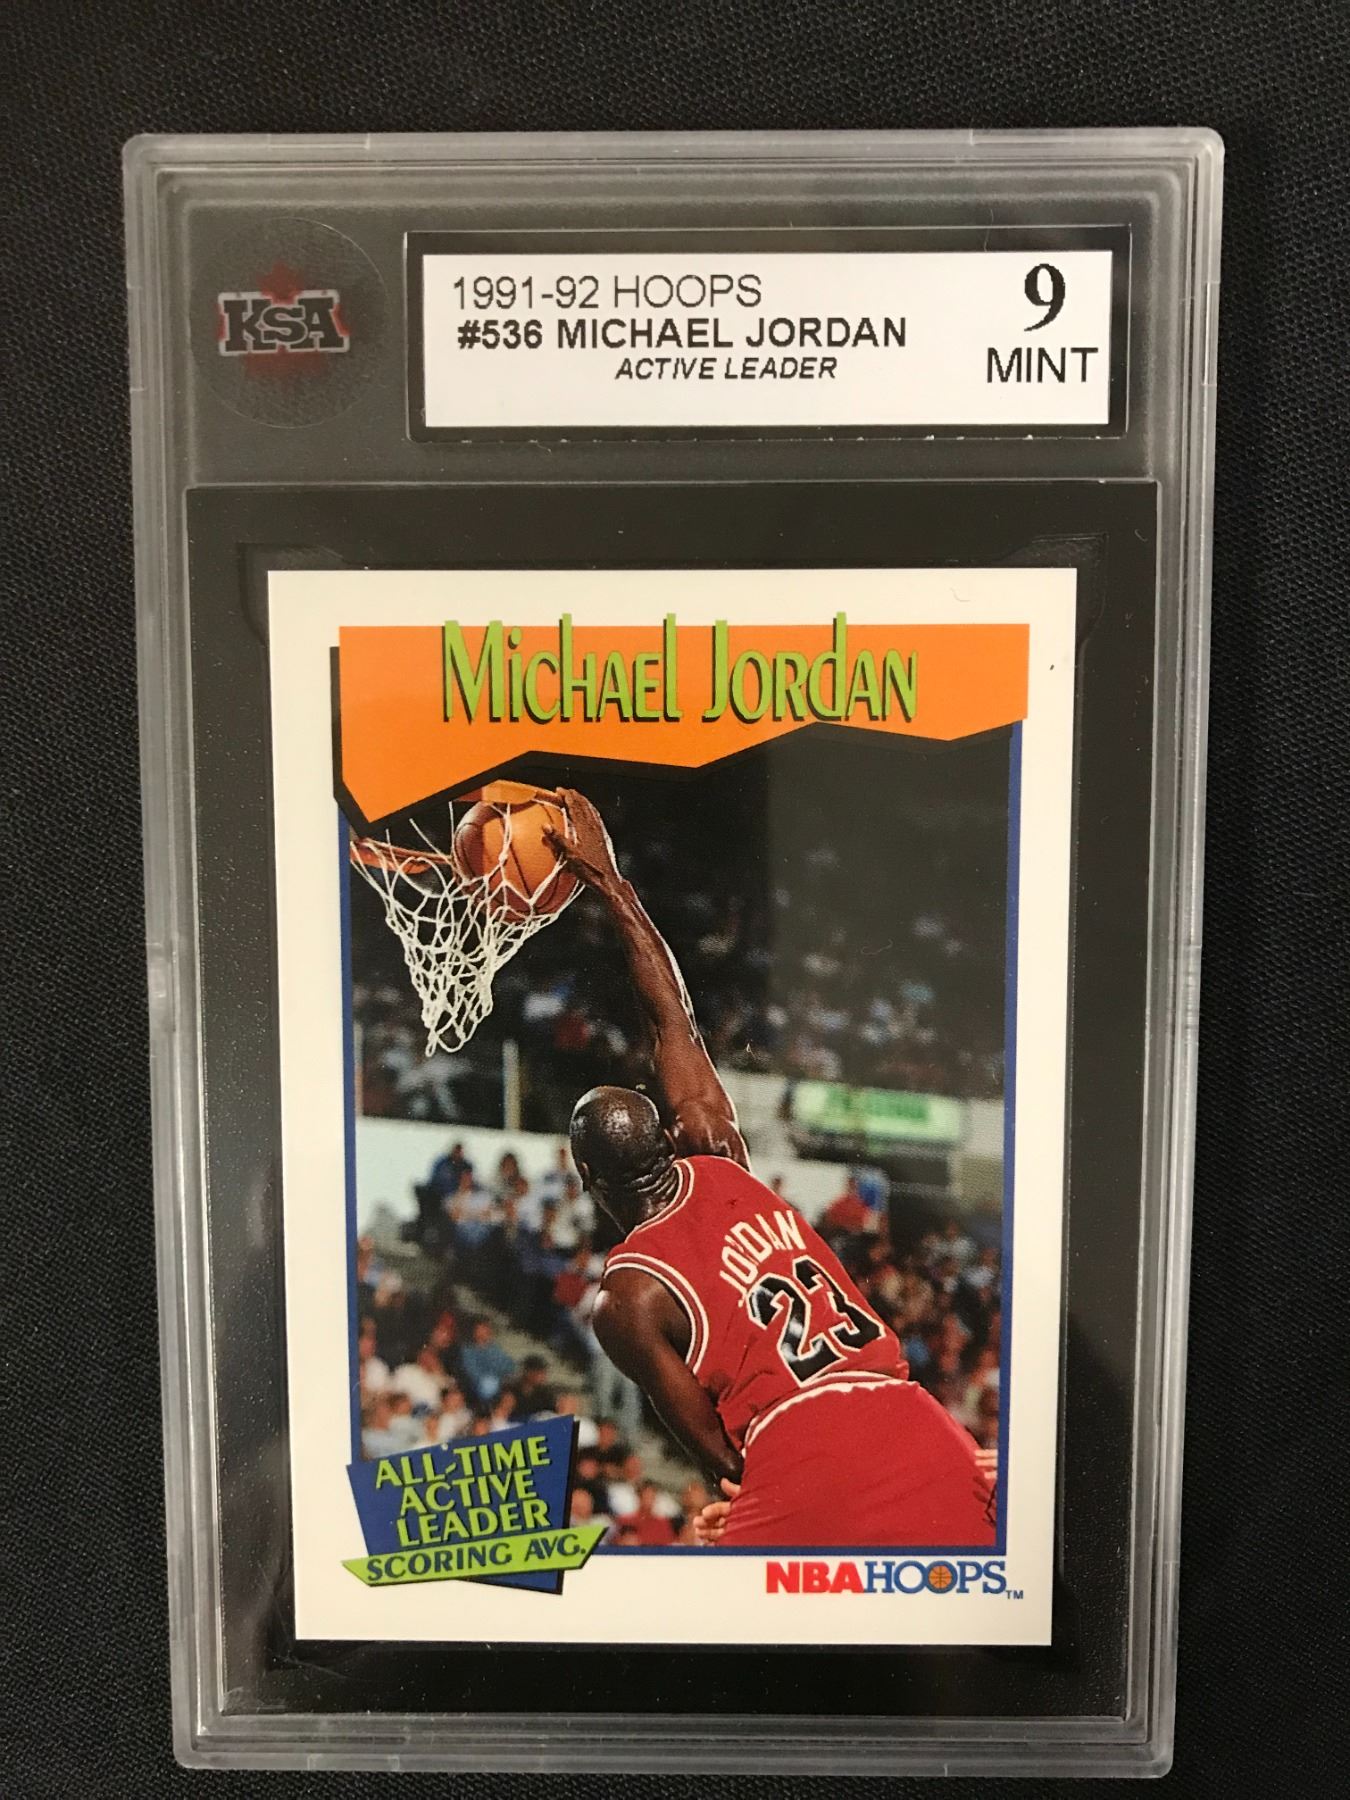 KSA
1991-92 HOOPS
#536 MICHAEL JORDAN
ACTIVE LEADER
9
MINT
Michael Jordan
JORDAN
23
ALL-TIME
ACTIVE
LEADER
SCORING AVG.
NBAHOOPS™